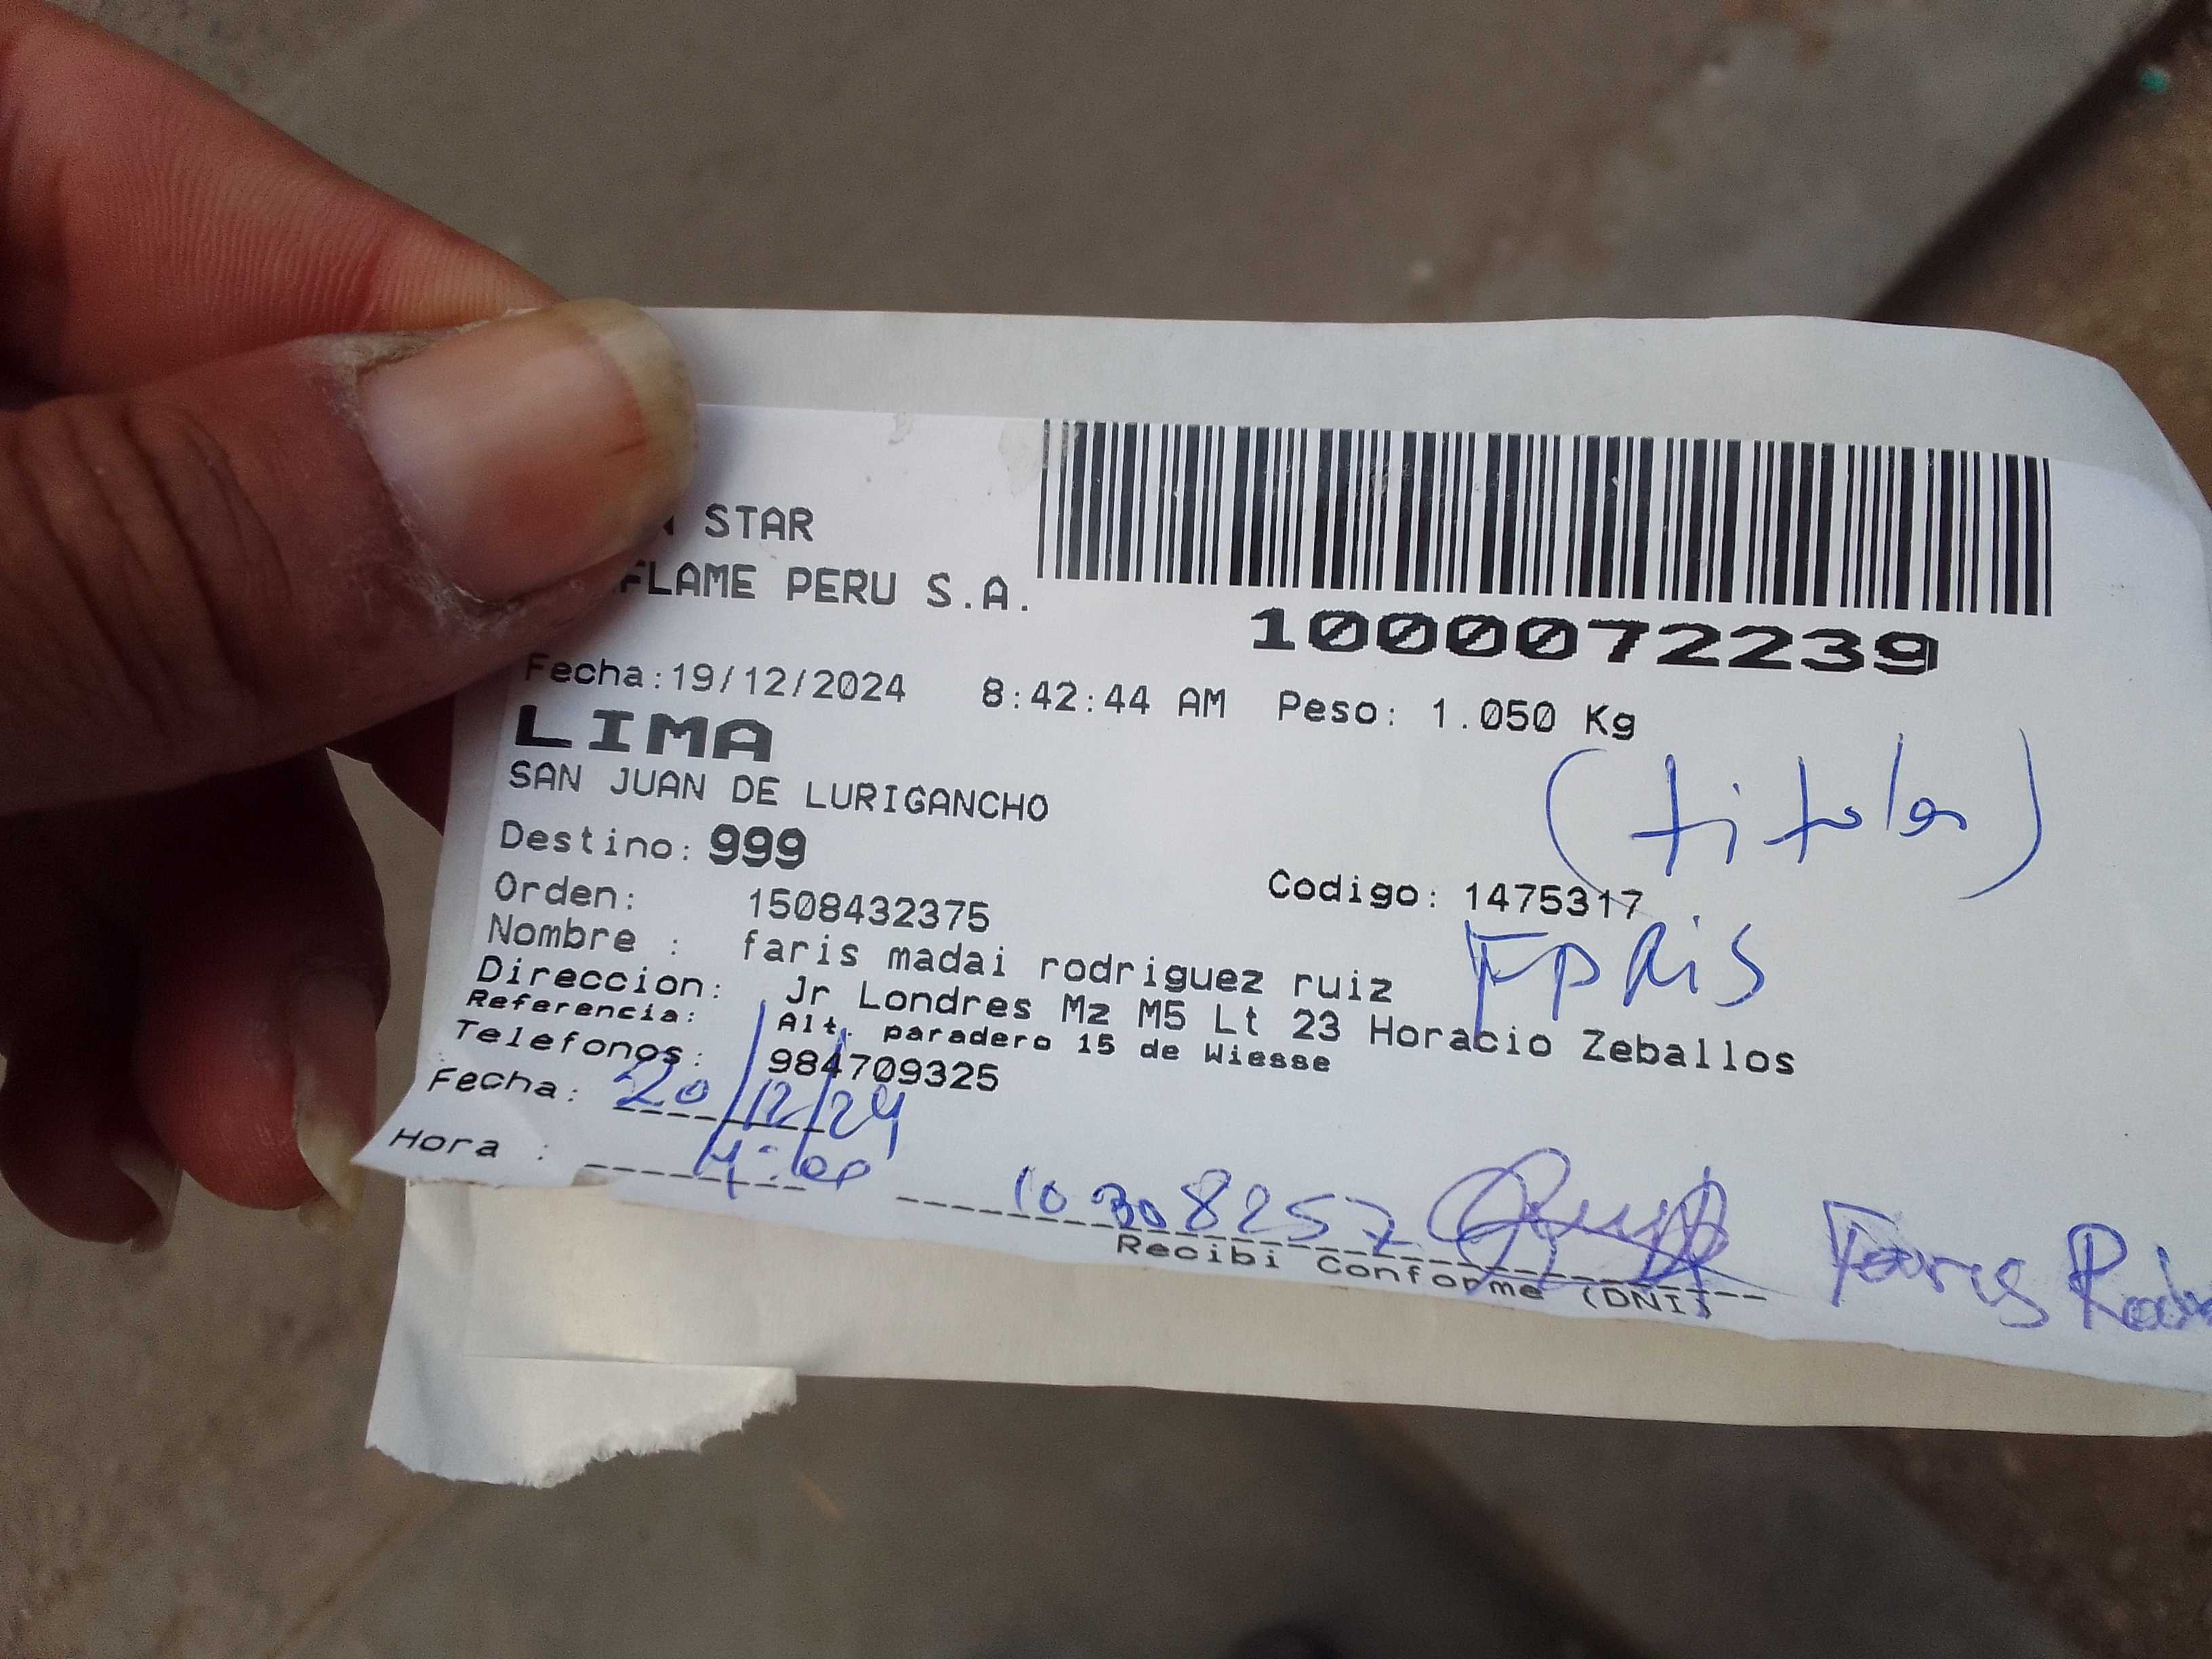 STAR
FLAME PERU S.A.
1000072239
Fecha:19/12/2024 8:42:44 AM Peso: 1.050 Kg
LIMA
SAN JUAN DE LURIGANCHO
(titular)
Destino: 999
Orden: 1508432375 Codigo: 1475317
Nombre : faris madai rodriguez ruiz
Direccion: Jr Londres Mz M5 Lt 23 Horacio Zeballos
Referencia: Alt. paradero 15 de Wiesse
Telefonos: 984709325
Fecha: 20/12/24
Hora :
Faris
Recibi Conforme (DNI)